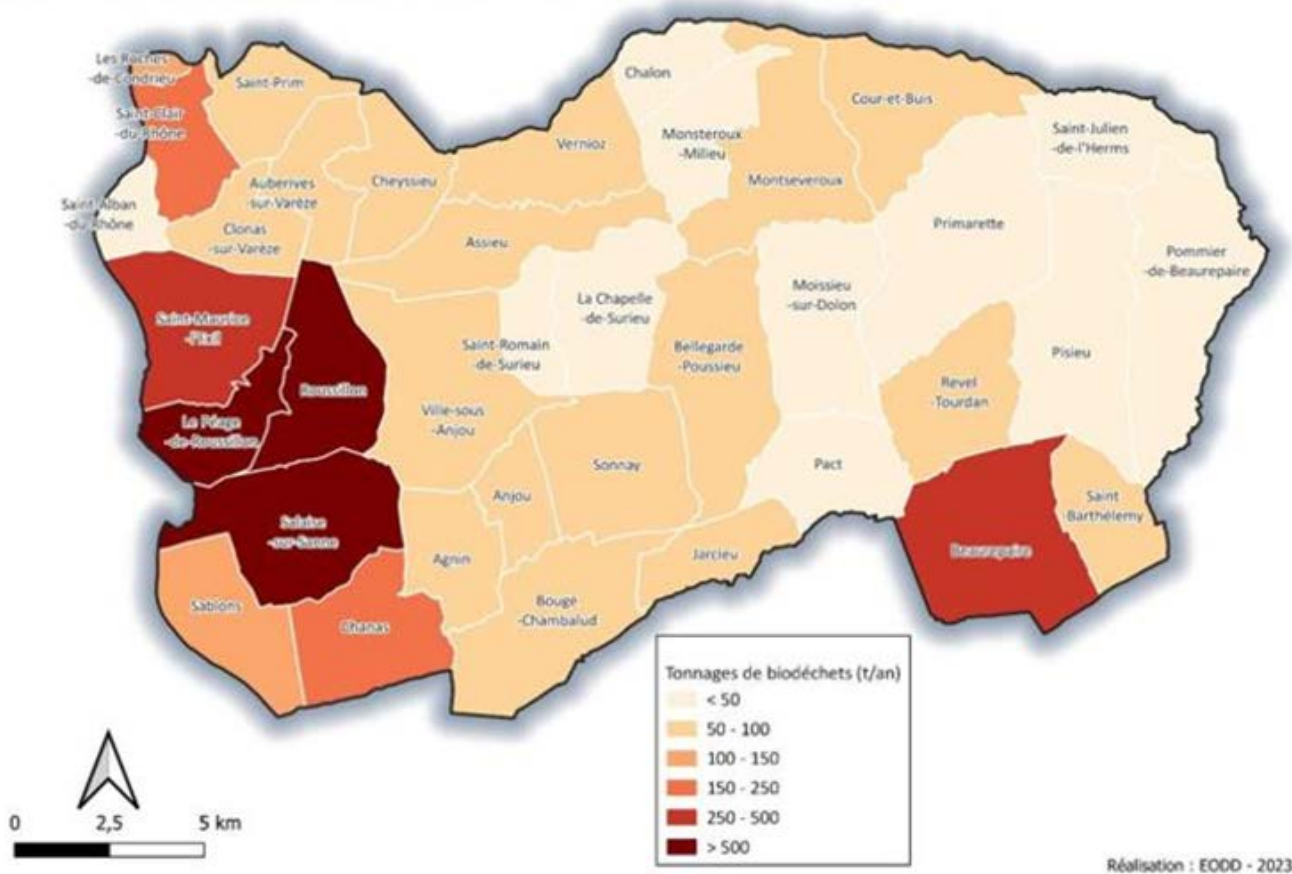 Les Roches
-de-Condrieu
Saint-Prim
Chalon
Cour-et-Buis
Saint-Clair
-du-Rhône
Vernioz
Monsteroux
-Milieu
Saint-Julien
-de-l'Herms
Auberives
-sur-Varèze
Cheyssieu
Montseveroux
Saint-Alban
-du-Rhône
Clonas
-sur-Varèze
Assieu
Primarette
Pommier
-de-Beaurepaire
Saint-Maurice
-l'Exil
La Chapelle
-de-Surieu
Moissieu
-sur-Dolon
Saint-Romain
-de-Surieu
Bellegarde
-Poussieu
Pisieu
Roussillon
Revel
-Tourdan
Le Péage
-de-Roussillon
Ville-sous
-Anjou
Sonnay
Pact
Anjou
Saint
-Barthélemy
Salaise
-sur-Sanne
Agnin
Jarcieu
Beaurepaire
Sablons
Chanas
Bougé
-Chambalud
Tonnages de biodéchets (t/an)
< 50
50 - 100
100 - 150
150 - 250
250 - 500
> 500
0 2,5 5 km
Réalisation : EODD - 2023